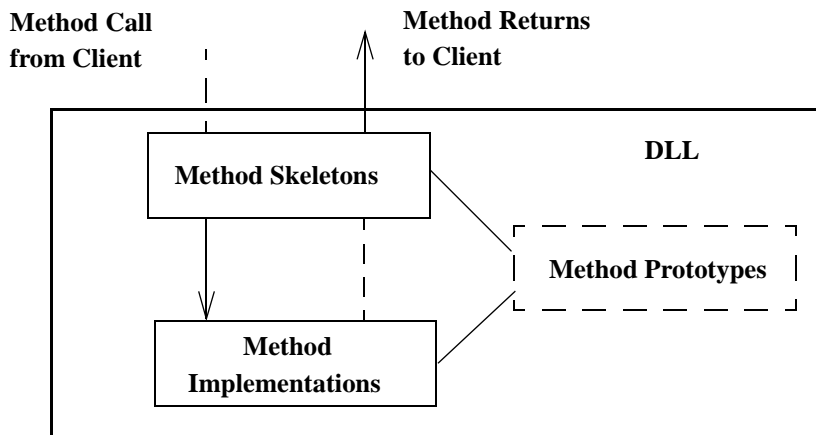 Method Call
from Client
Method Returns
to Client
DLL
Method Skeletons
Method Prototypes
Method
Implementations